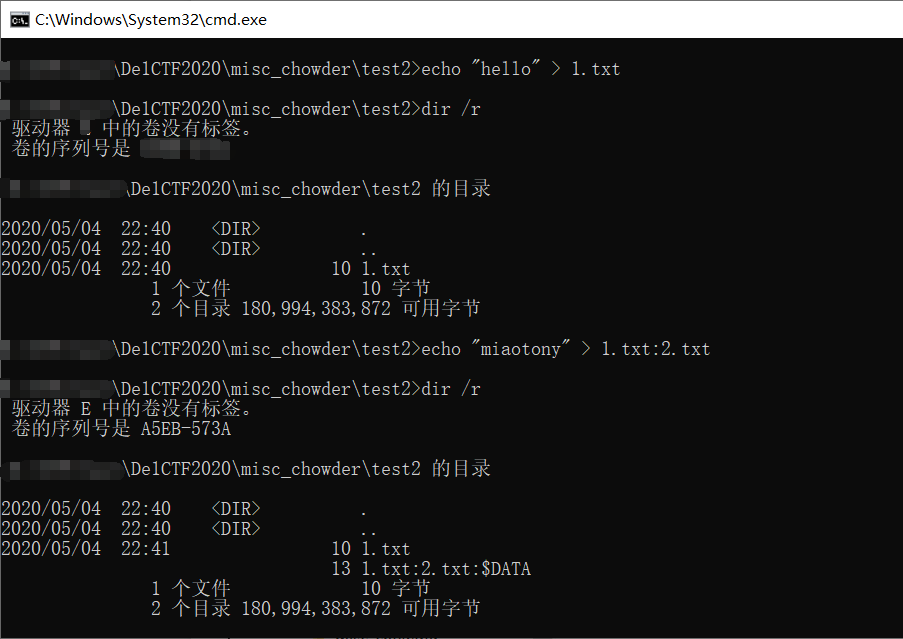 C:\Windows\System32\cmd.exe
\De1CTF2020\misc_chowder\test2>echo "hello" > 1.txt
\De1CTF2020\misc_chowder\test2>dir /r
驱动器 中的卷没有标签。
卷的序列号是
\De1CTF2020\misc_chowder\test2 的目录
2020/05/04 22:40 <DIR> .
2020/05/04 22:40 <DIR> ..
2020/05/04 22:40 10 1.txt
1 个文件 10 字节
2 个目录 180,994,383,872 可用字节
\De1CTF2020\misc_chowder\test2>echo "miaotony" > 1.txt:2.txt
\De1CTF2020\misc_chowder\test2>dir /r
驱动器 E 中的卷没有标签。
卷的序列号是 A5EB-573A
\De1CTF2020\misc_chowder\test2 的目录
2020/05/04 22:40 <DIR> .
2020/05/04 22:40 <DIR> ..
2020/05/04 22:41 10 1.txt
13 1.txt:2.txt:$DATA
1 个文件 10 字节
2 个目录 180,994,383,872 可用字节